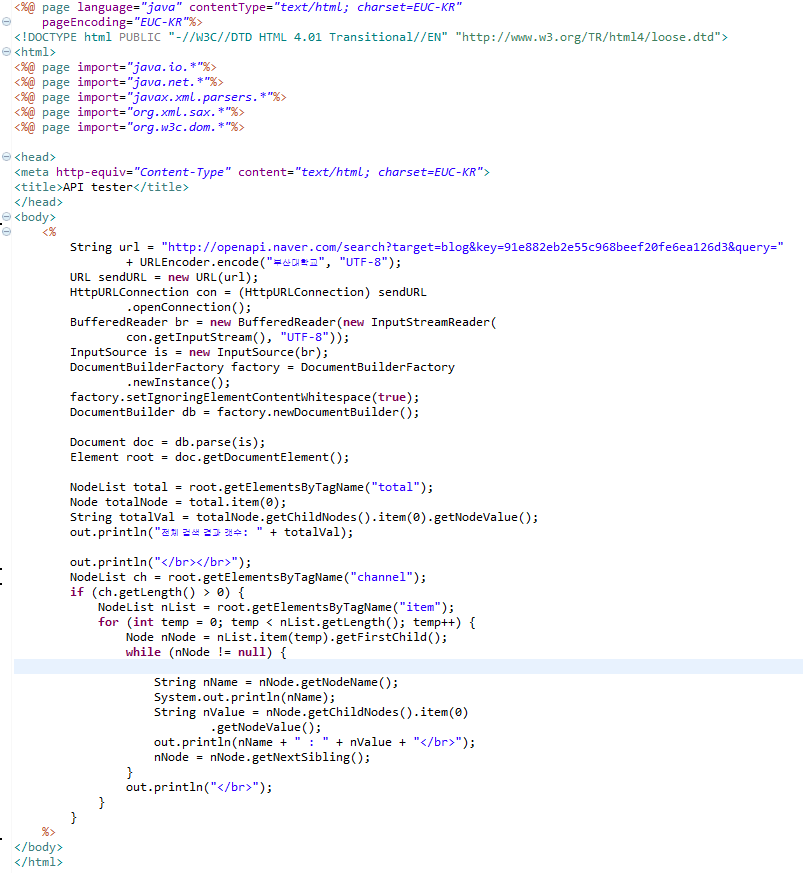 <%@ page language="java" contentType="text/html; charset=EUC-KR"
    pageEncoding="EUC-KR"%>
<!DOCTYPE html PUBLIC "-//W3C//DTD HTML 4.01 Transitional//EN" "http://www.w3.org/TR/html4/loose.dtd">
<html>
<%@ page import="java.io.*"%>
<%@ page import="java.net.*"%>
<%@ page import="javax.xml.parsers.*"%>
<%@ page import="org.xml.sax.*"%>
<%@ page import="org.w3c.dom.*"%>
<head>
<meta http-equiv="Content-Type" content="text/html; charset=EUC-KR">
<title>API tester</title>
</head>
<body>
    <%
        String url = "http://openapi.naver.com/search?target=blog&key=91e882eb2e55c968beef20fe6ea126d3&query="
                + URLEncoder.encode("부산대학교", "UTF-8");
        URL sendURL = new URL(url);
        HttpURLConnection con = (HttpURLConnection) sendURL
                .openConnection();
        BufferedReader br = new BufferedReader(new InputStreamReader(
                con.getInputStream(), "UTF-8"));
        InputSource is = new InputSource(br);
        DocumentBuilderFactory factory = DocumentBuilderFactory
                .newInstance();
        factory.setIgnoringElementContentWhitespace(true);
        DocumentBuilder db = factory.newDocumentBuilder();
        Document doc = db.parse(is);
        Element root = doc.getDocumentElement();
        NodeList total = root.getElementsByTagName("total");
        Node totalNode = total.item(0);
        String totalVal = totalNode.getChildNodes().item(0).getNodeValue();
        out.println("전체 검색 결과 갯수: " + totalVal);
        out.println("</br></br>");
        NodeList ch = root.getElementsByTagName("channel");
        if (ch.getLength() > 0) {
            NodeList nList = root.getElementsByTagName("item");
            for (int temp = 0; temp < nList.getLength(); temp++) {
                Node nNode = nList.item(temp).getFirstChild();
                while (nNode != null) {
                    String nName = nNode.getNodeName();
                    System.out.println(nName);
                    String nValue = nNode.getChildNodes().item(0)
                            .getNodeValue();
                    out.println(nName + " : " + nValue + "</br>");
                    nNode = nNode.getNextSibling();
                }
                out.println("</br>");
            }
        }
    %>
</body>
</html>